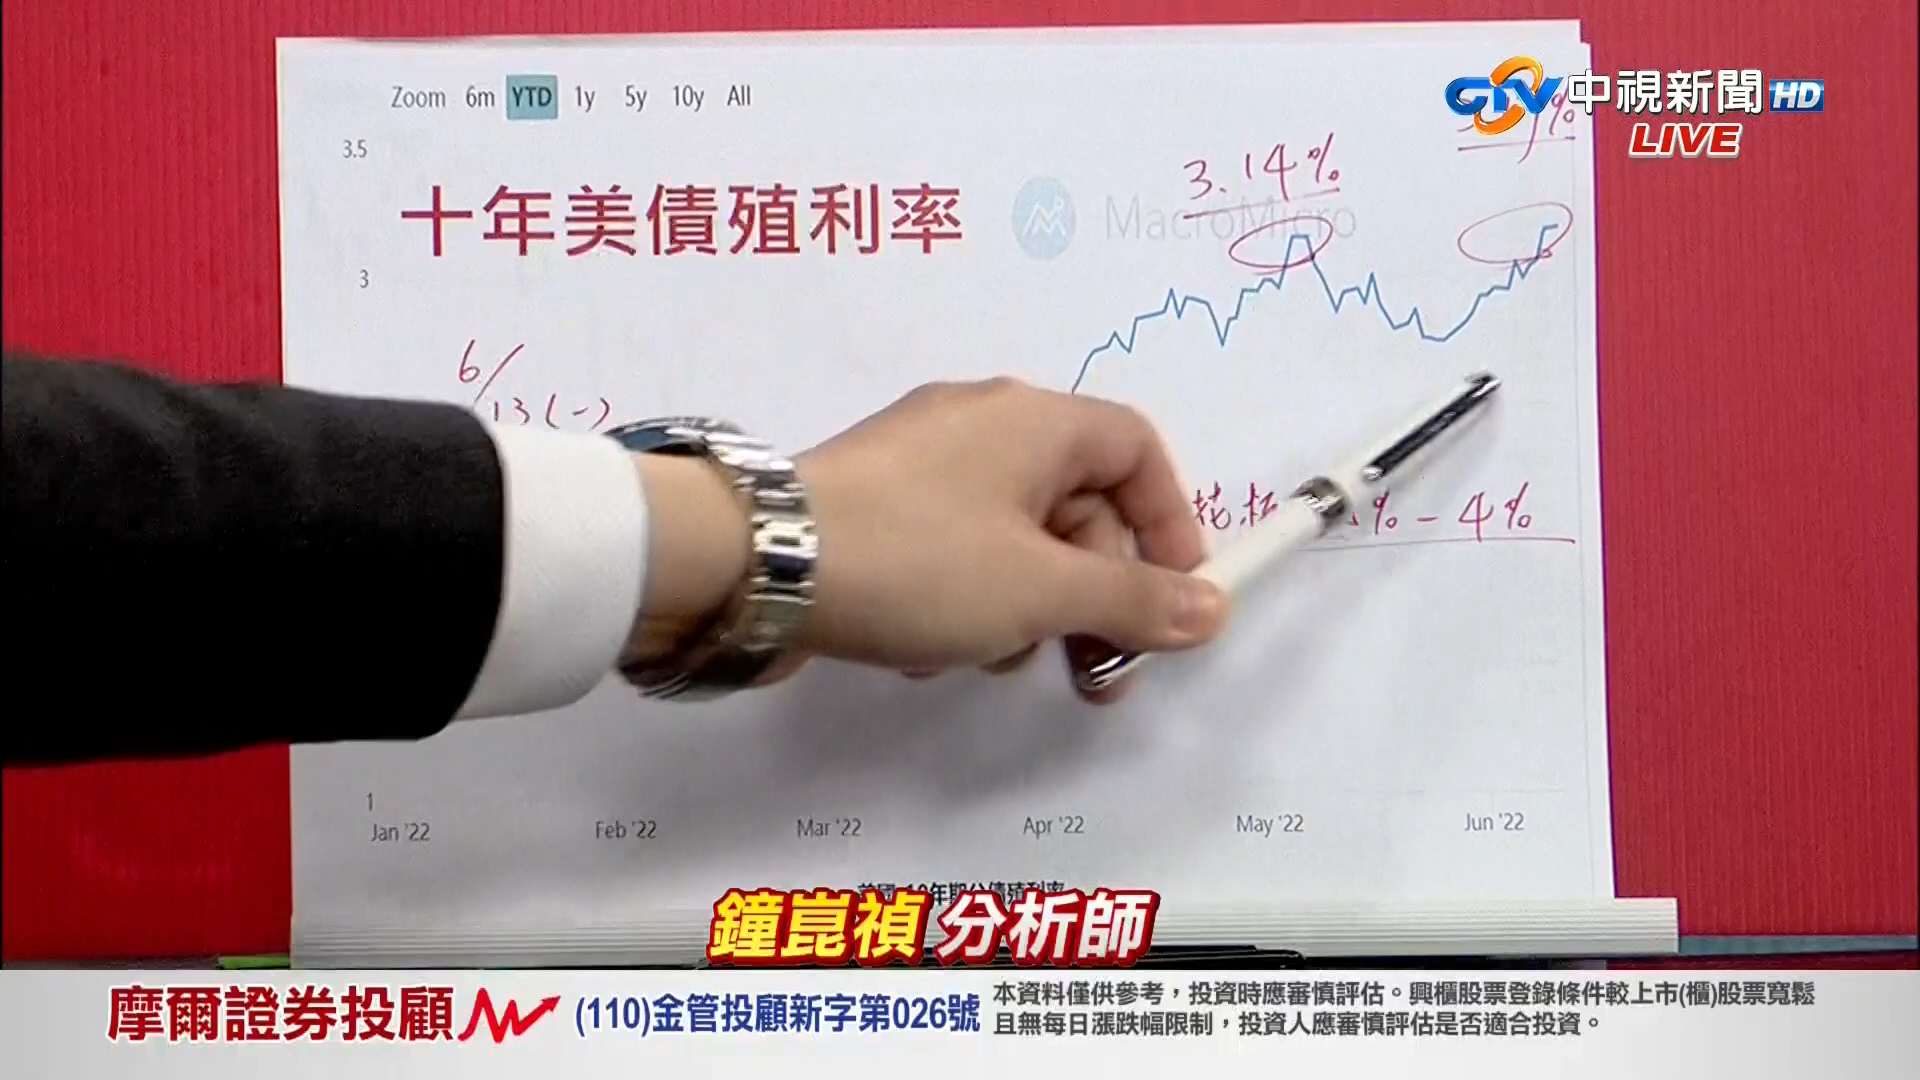 Zoom 6m YTD 1y 5y 10y All
CTV 中視新聞 HD
LIVE
3.5
3.14%
十年美債殖利率
MacroMicro
3
6/13(一)
花旗
% - 4%
1
Jan '22 Feb '22 Mar '22 Apr '22 May '22 Jun '22
鐘崑禎 分析師
摩爾證券投顧
(110)金管投顧新字第026號
本資料僅供參考，投資時應審慎評估。興櫃股票登錄條件較上市(櫃)股票寬鬆
且無每日漲跌幅限制，投資人應審慎評估是否適合投資。